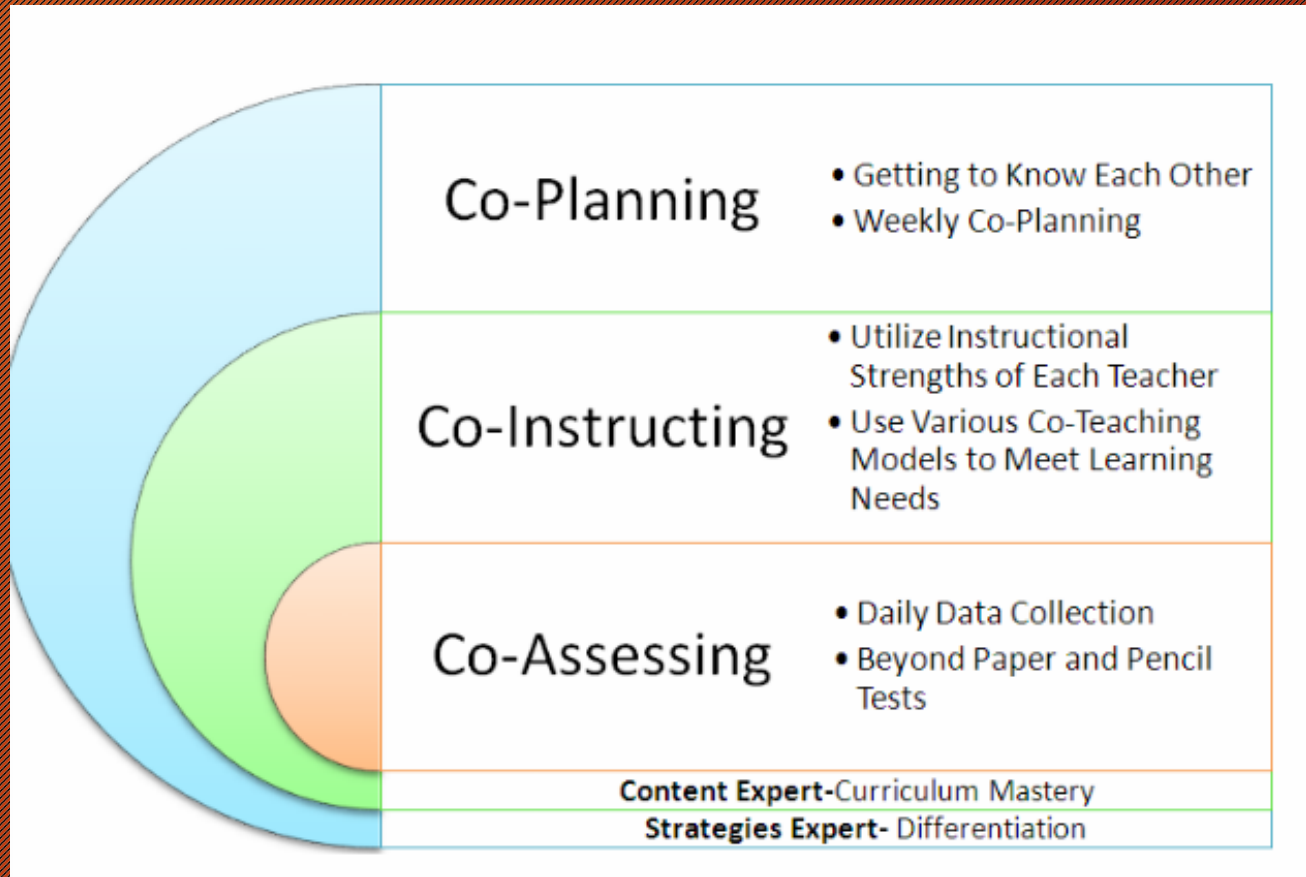 Co-Planning
• Getting to Know Each Other
• Weekly Co-Planning
Co-Instructing
• Utilize Instructional
Strengths of Each Teacher
• Use Various Co-Teaching
Models to Meet Learning
Needs
Co-Assessing
• Daily Data Collection
• Beyond Paper and Pencil
Tests
Content Expert-Curriculum Mastery
Strategies Expert- Differentiation